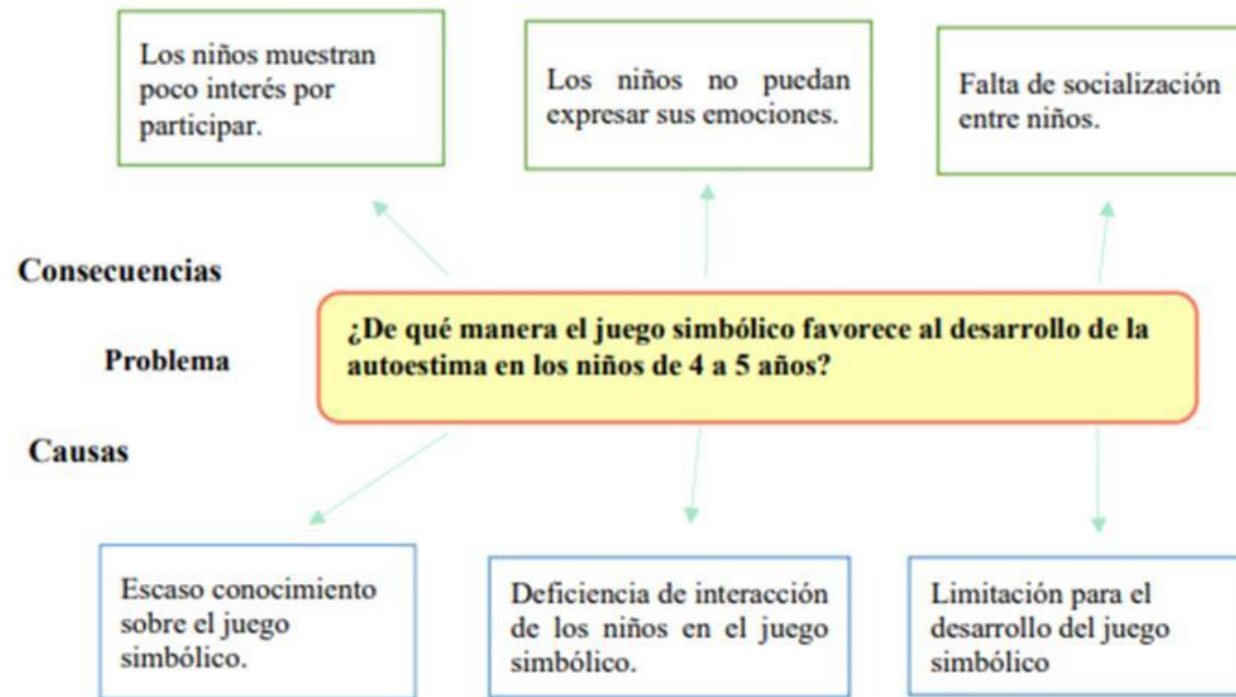 Los niños muestran
poco interés por
participar.
Los niños no puedan
expresar sus emociones.
Falta de socialización
entre niños.
Consecuencias
¿De qué manera el juego simbólico favorece al desarrollo de la
autoestima en los niños de 4 a 5 años?
Problema
Causas
Escaso conocimiento
sobre el juego
simbólico.
Deficiencia de interacción
de los niños en el juego
simbólico.
Limitación para el
desarrollo del juego
simbólico